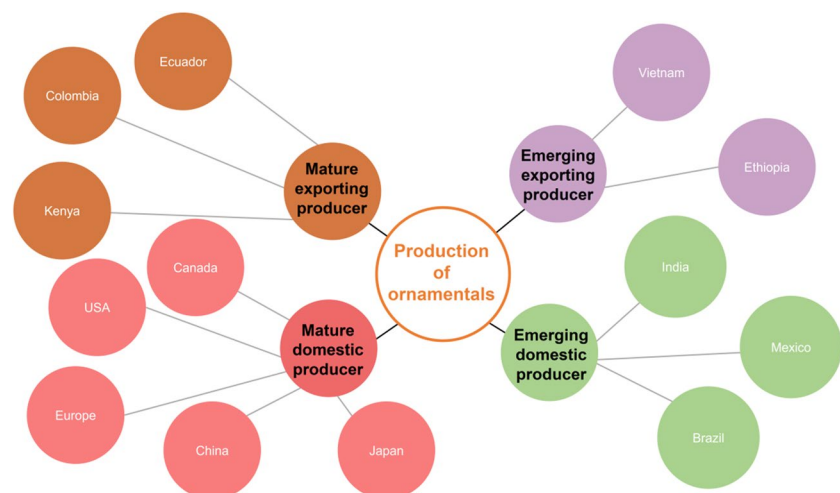 Ecuador
Colombia
Kenya
Mature
exporting
producer
Vietnam
Ethiopia
Emerging
exporting
producer
Production
of
ornamentals
Canada
USA
Europe
China
Japan
Mature
domestic
producer
India
Mexico
Brazil
Emerging
domestic
producer